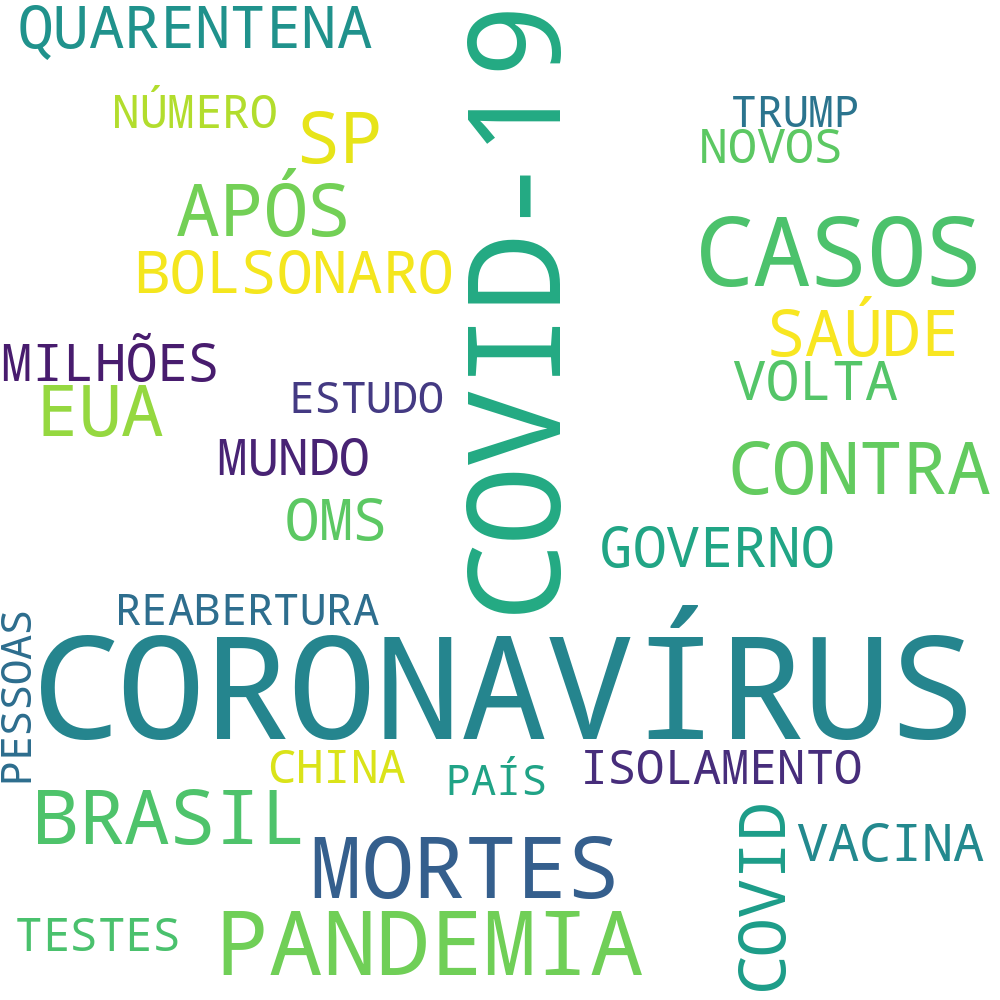 QUARENTENA
COVID-19
NÚMERO
SP
TRUMP
NOVOS
APÓS
CASOS
BOLSONARO
SAÚDE
MILHÕES
VOLTA
EUA
ESTUDO
MUNDO
CONTRA
OMS
GOVERNO
REABERTURA
PESSOAS
CORONAVÍRUS
CHINA
PAÍS
ISOLAMENTO
BRASIL
MORTES
COVID
VACINA
TESTES
PANDEMIA